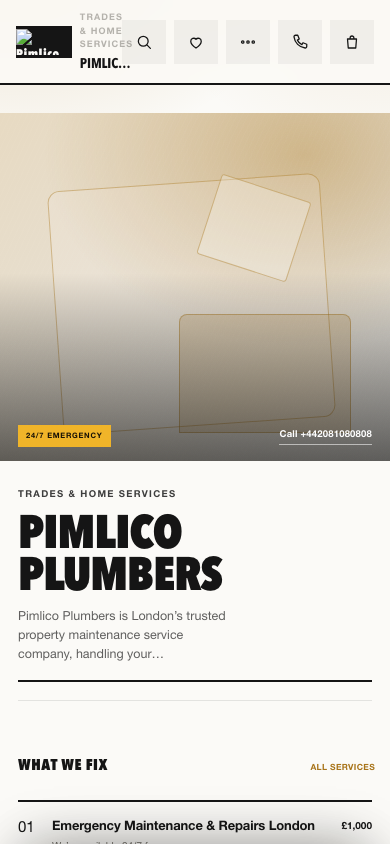 TRADES
& HOME
SERVICES
PIMLIC...
24/7 EMERGENCY
Call +442081080808
TRADES & HOME SERVICES
PIMLICO
PLUMBERS
Pimlico Plumbers is London's trusted
property maintenance service
company, handling your…
WHAT WE FIX
ALL SERVICES
01 Emergency Maintenance & Repairs London £1,000